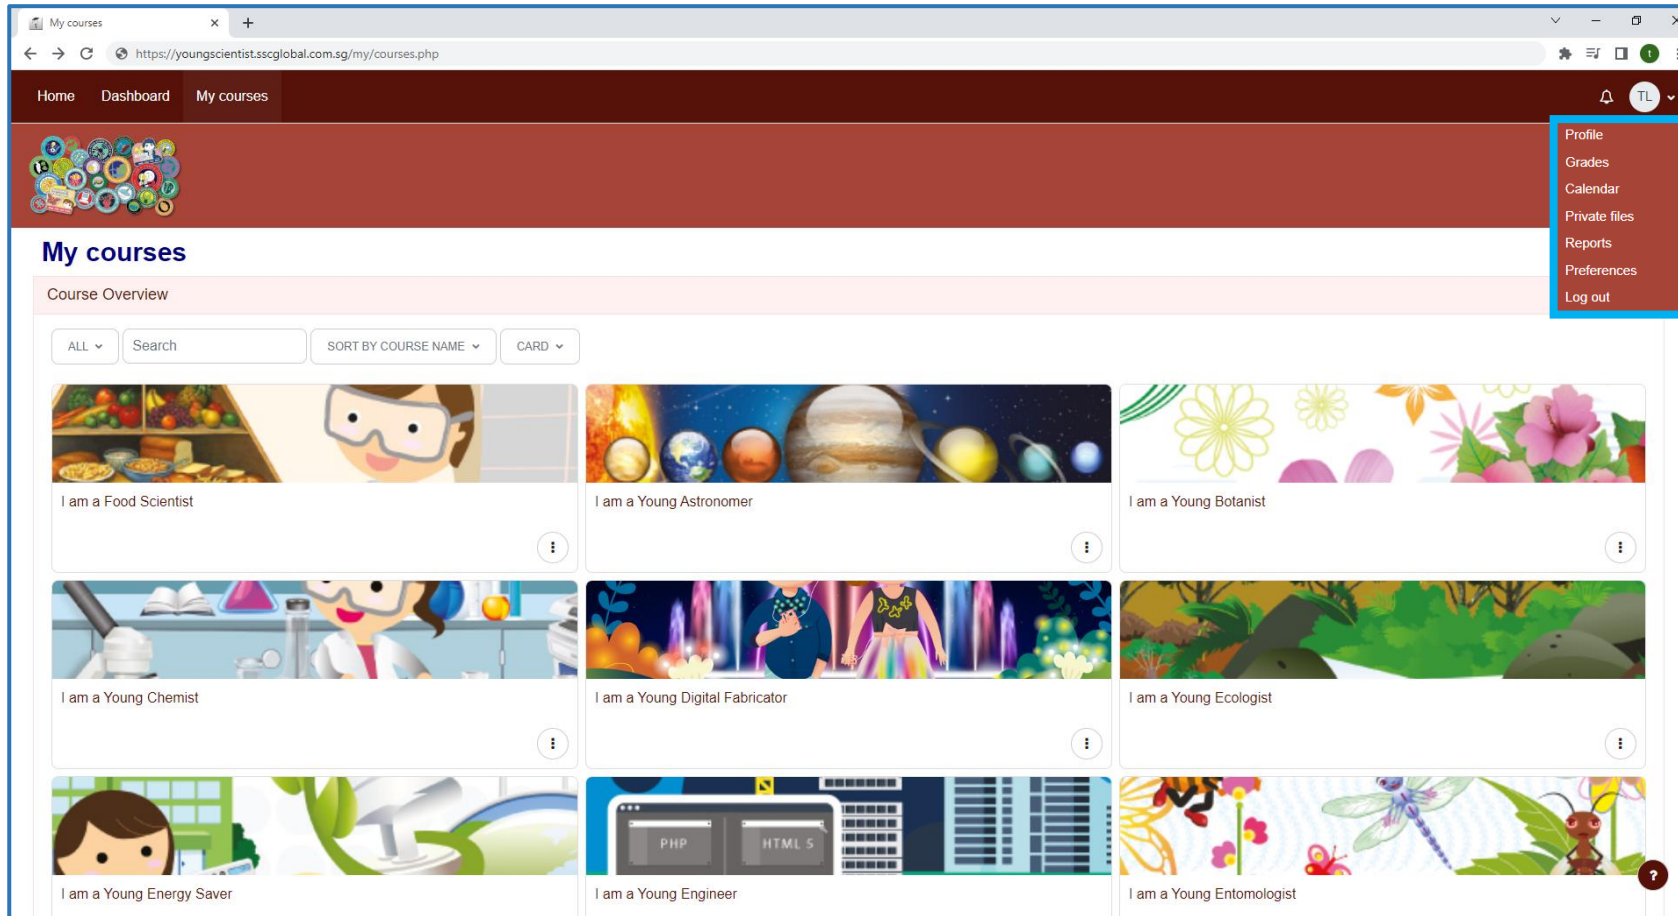 My courses
https://youngscientist.sscglobal.com.sg/my/courses.php
t
Home Dashboard My courses
TL
Profile
Grades
Calendar
Private files
Reports
Preferences
Log out
My courses
Course Overview
ALL Search SORT BY COURSE NAME CARD
I am a Food Scientist
I am a Young Astronomer
I am a Young Botanist
I am a Young Chemist
I am a Young Digital Fabricator
I am a Young Ecologist
PHP HTML 5
I am a Young Energy Saver
I am a Young Engineer
I am a Young Entomologist
?